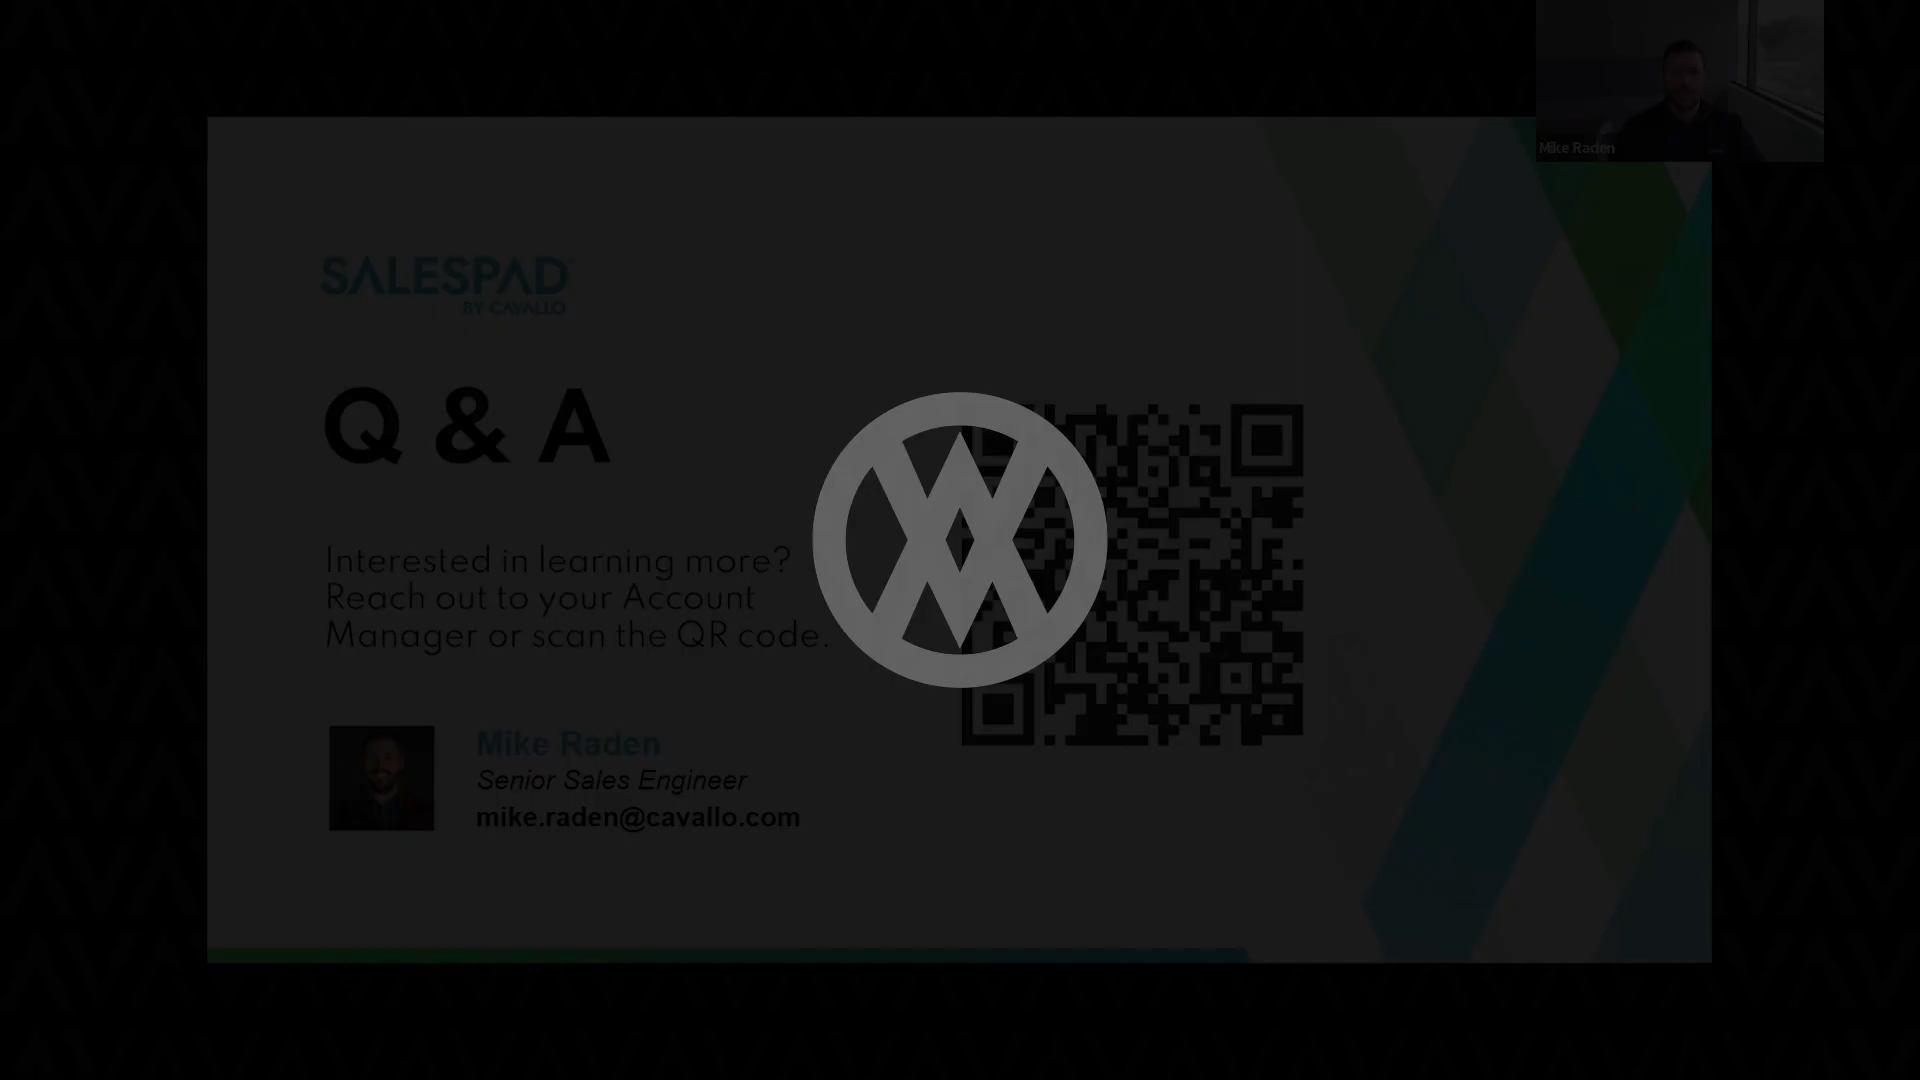 Mike Raden
SALESPAD
BY CAVALLO
Q & A
Interested in learning more?
Reach out to your Account
Manager or scan the QR code.
Mike Raden
Senior Sales Engineer
mike.raden@cavallo.com